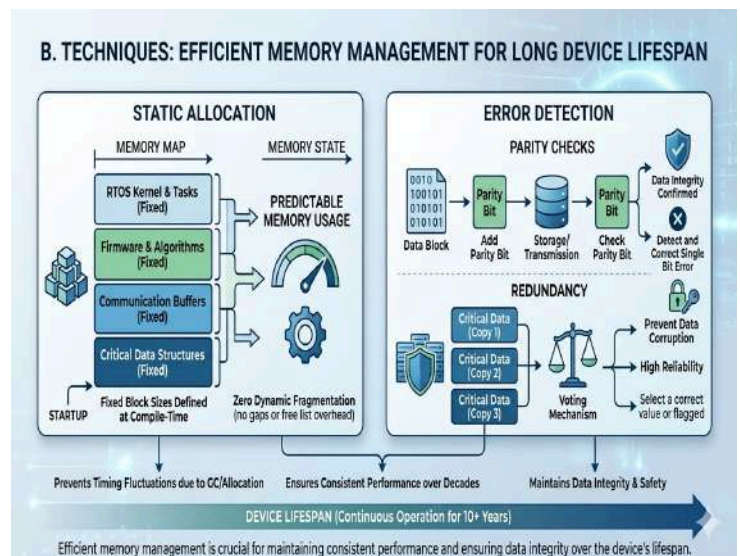 B. TECHNIQUES: EFFICIENT MEMORY MANAGEMENT FOR LONG DEVICE LIFESPAN
STATIC ALLOCATION
MEMORY MAP
MEMORY STATE
RTOS Kernel & Tasks
(Fixed)
Firmware & Algorithms
(Fixed)
Communication Buffers
(Fixed)
Critical Data Structures
(Fixed)
STARTUP
Fixed Block Sizes Defined
at Compile-Time
PREDICTABLE
MEMORY USAGE
Zero Dynamic Fragmentation
(no gaps or free list overhead)
ERROR DETECTION
PARITY CHECKS
0010
100101
010101
010101
Data Block
Parity
Bit
Add
Parity Bit
Storage/
Transmission
Parity
Bit
Check
Parity Bit
Data Integrity
Confirmed
Detect and
Correct Single
Bit Error
REDUNDANCY
Critical Data
(Copy 1)
Critical Data
(Copy 2)
Critical Data
(Copy 3)
Voting
Mechanism
Prevent Data
Corruption
High Reliability
Select a correct
value or flagged
Prevents Timing Fluctuations due to GC/Allocation
Ensures Consistent Performance over Decades
Maintains Data Integrity & Safety
DEVICE LIFESPAN (Continuous Operation for 10+ Years)
Efficient memory management is crucial for maintaining consistent performance and ensuring data integrity over the device's lifespan.